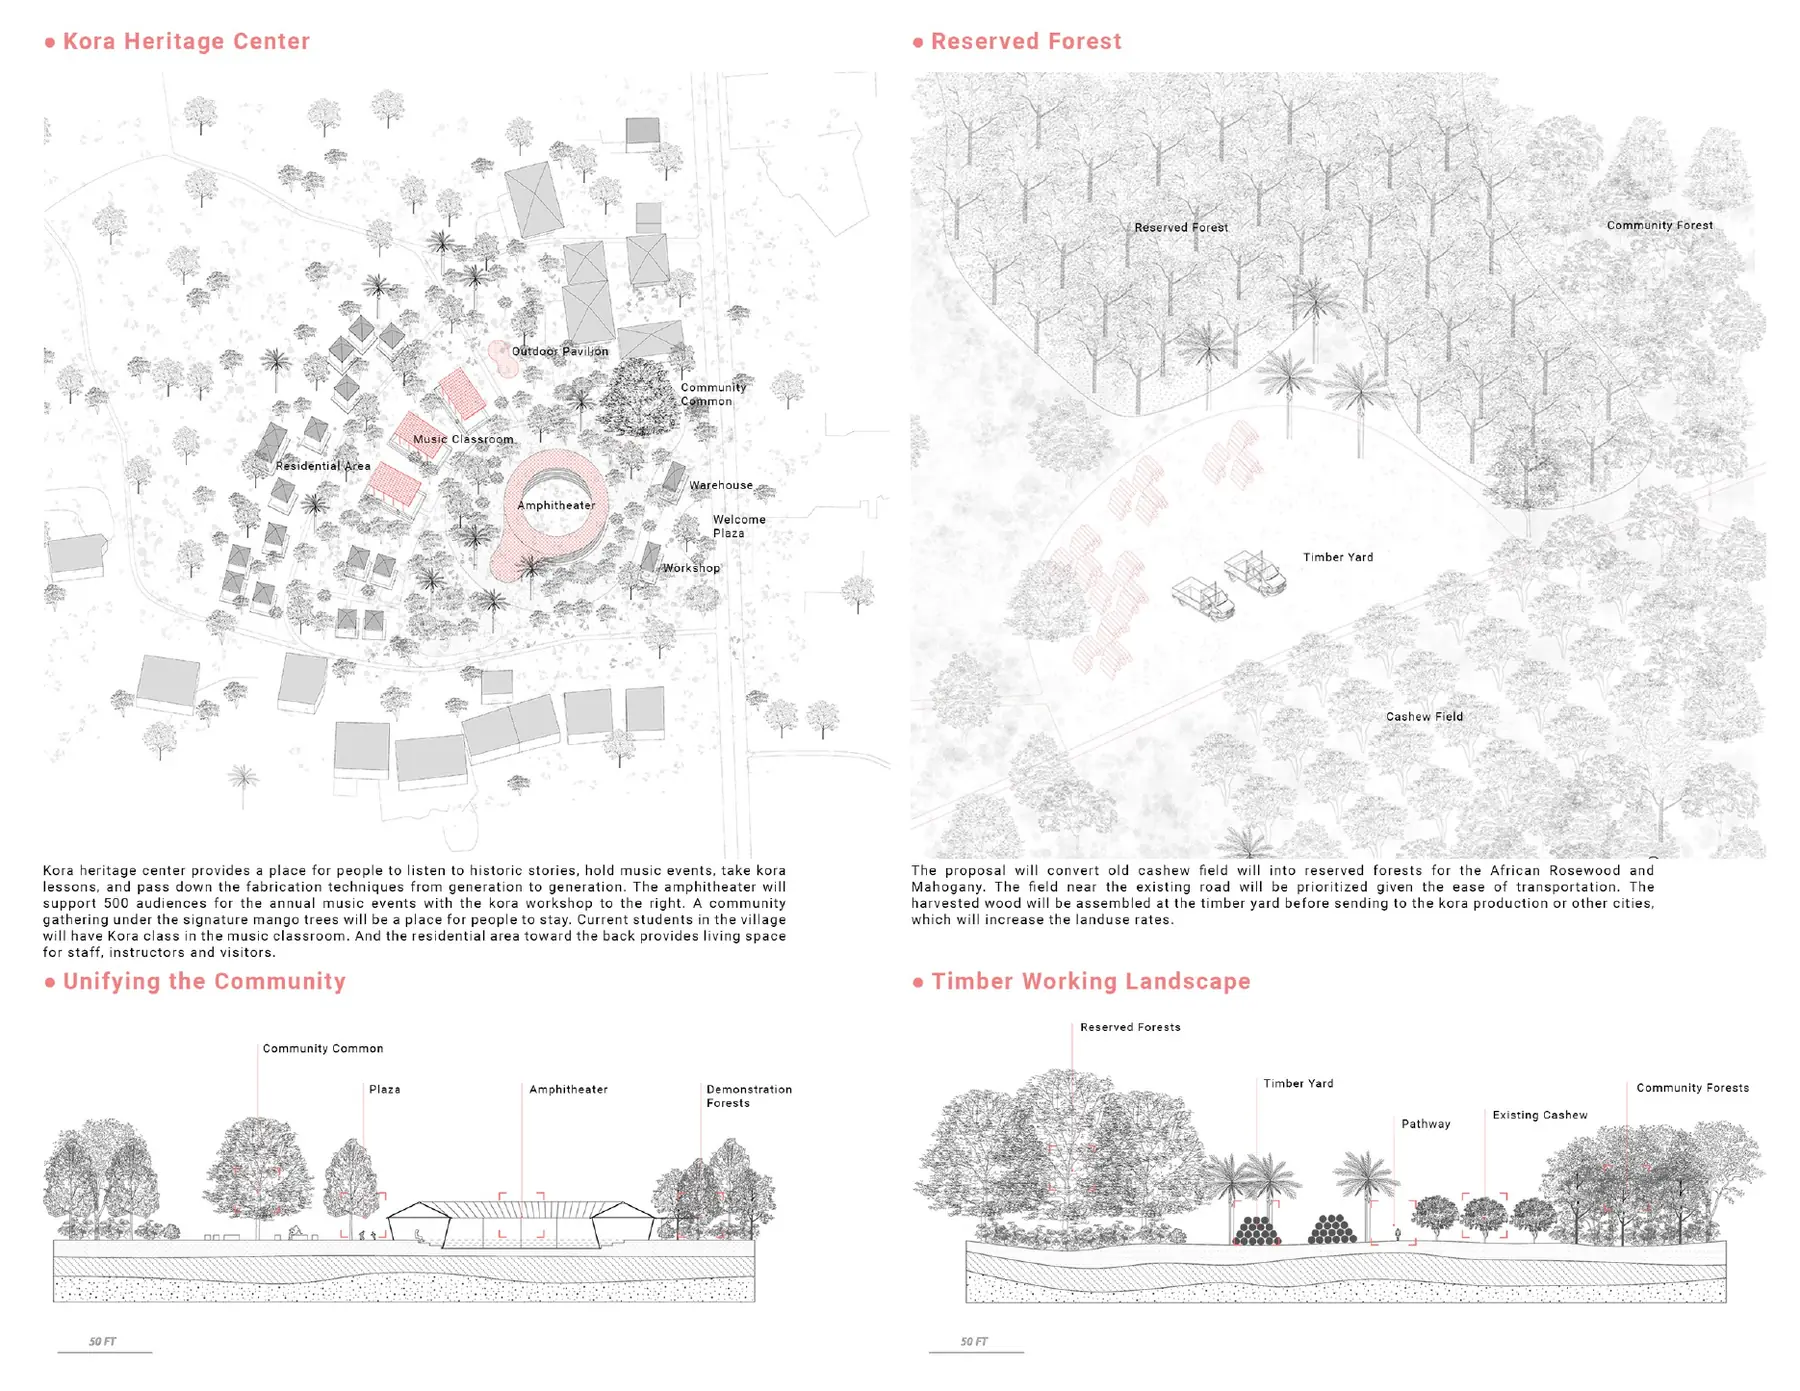 Kora Heritage Center
Outdoor Pavilion
Community
Common
Music Classroom
Residential Area
Warehouse
Amphitheater
Welcome
Plaza
Workshop
Kora heritage center provides a place for people to listen to historic stories, hold music events, take kora
lessons, and pass down the fabrication techniques from generation to generation. The amphitheater will
support 500 audiences for the annual music events with the kora workshop to the right. A community
gathering under the signature mango trees will be a place for people to stay. Current students in the village
will have Kora class in the music classroom. And the residential area toward the back provides living space
for staff, instructors and visitors.
Unifying the Community
Community Common
Plaza
Amphitheater
Demonstration
Forests
50 FT
Reserved Forest
Reserved Forest
Community Forest
Timber Yard
Cashew Field
The proposal will convert old cashew field will into reserved forests for the African Rosewood and
Mahogany. The field near the existing road will be prioritized given the ease of transportation. The
harvested wood will be assembled at the timber yard before sending to the kora production or other cities,
which will increase the landuse rates.
Timber Working Landscape
Reserved Forests
Timber Yard
Pathway
Existing Cashew
Community Forests
50 FT